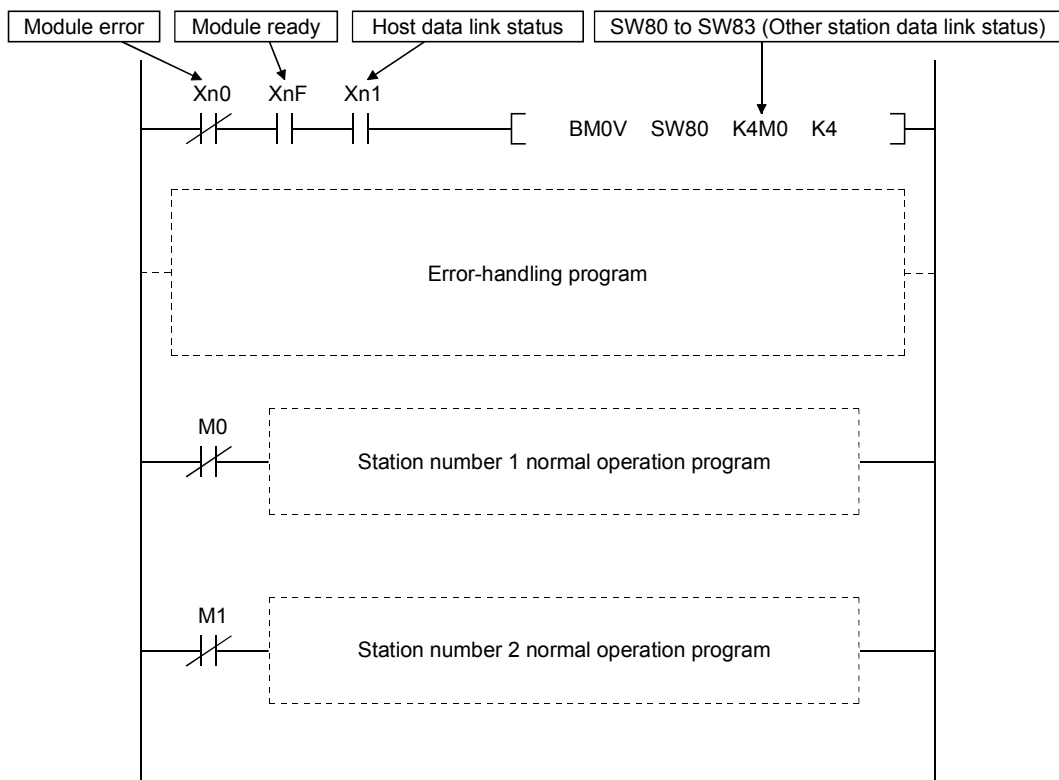 Module error Module ready Host data link status SW80 to SW83 (Other station data link status)
Xn0 XnF Xn1
BM0V SW80 K4M0 K4
Error-handling program
M0
Station number 1 normal operation program
M1
Station number 2 normal operation program